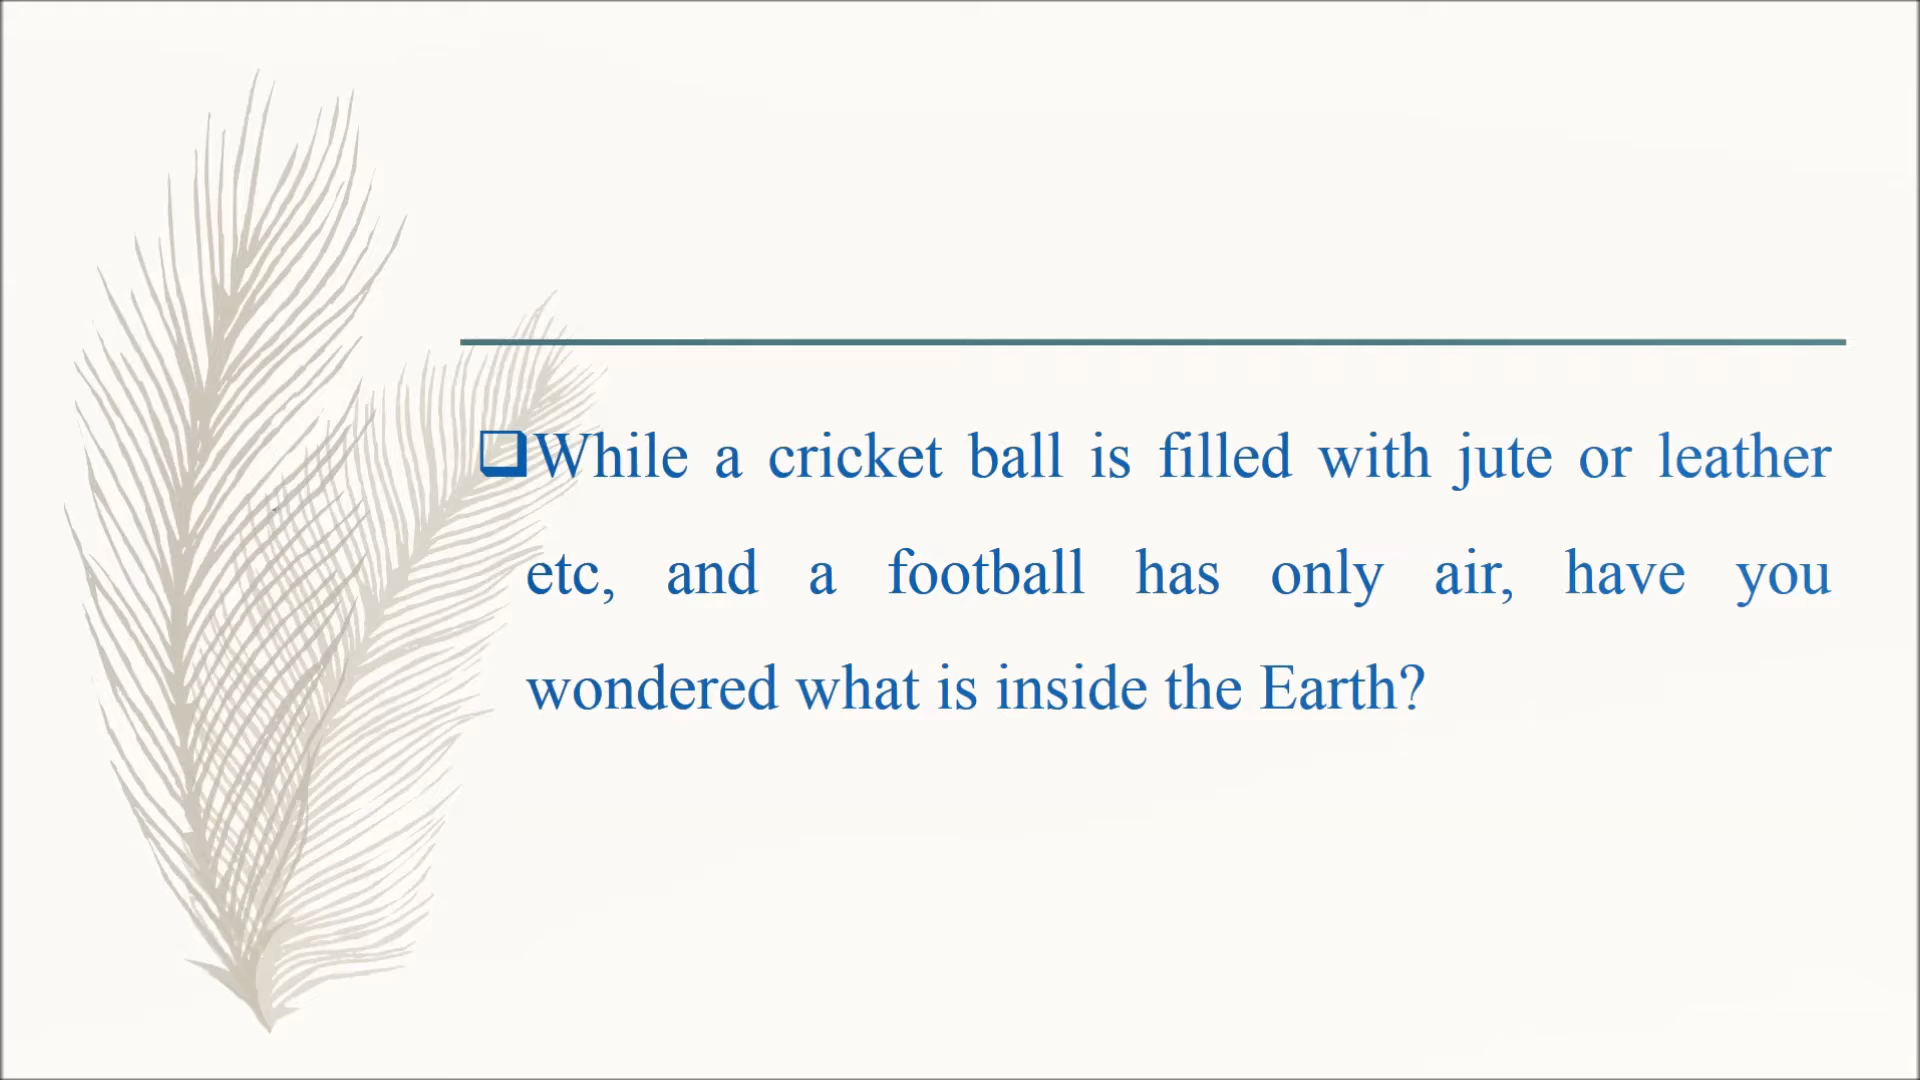 ❑While a cricket ball is filled with jute or leather
etc, and a football has only air, have you
wondered what is inside the Earth?